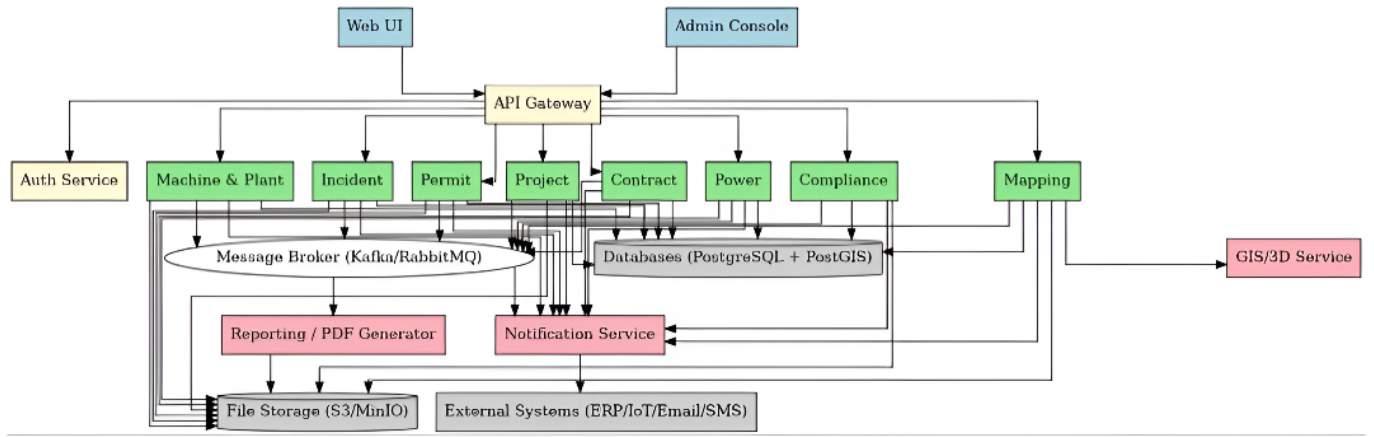 Web UI
Admin Console
API Gateway
Auth Service
Machine & Plant
Incident
Permit
Project
Contract
Power
Compliance
Mapping
Message Broker (Kafka/RabbitMQ)
Databases (PostgreSQL + PostGIS)
GIS/3D Service
Reporting / PDF Generator
Notification Service
File Storage (S3/MinIO)
External Systems (ERP/IoT/Email/SMS)